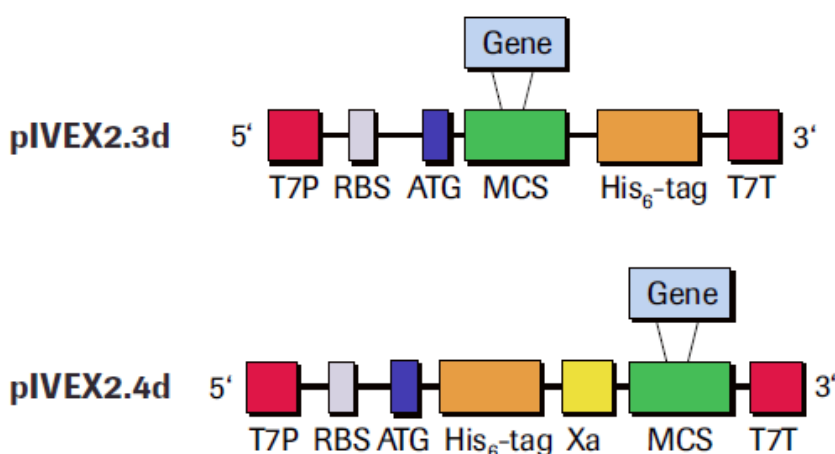 Gene
pIVEX2.3d 5‘ 3‘
T7P RBS ATG MCS His₆-tag T7T
Gene
pIVEX2.4d 5‘ 3‘
T7P RBS ATG His₆-tag Xa MCS T7T